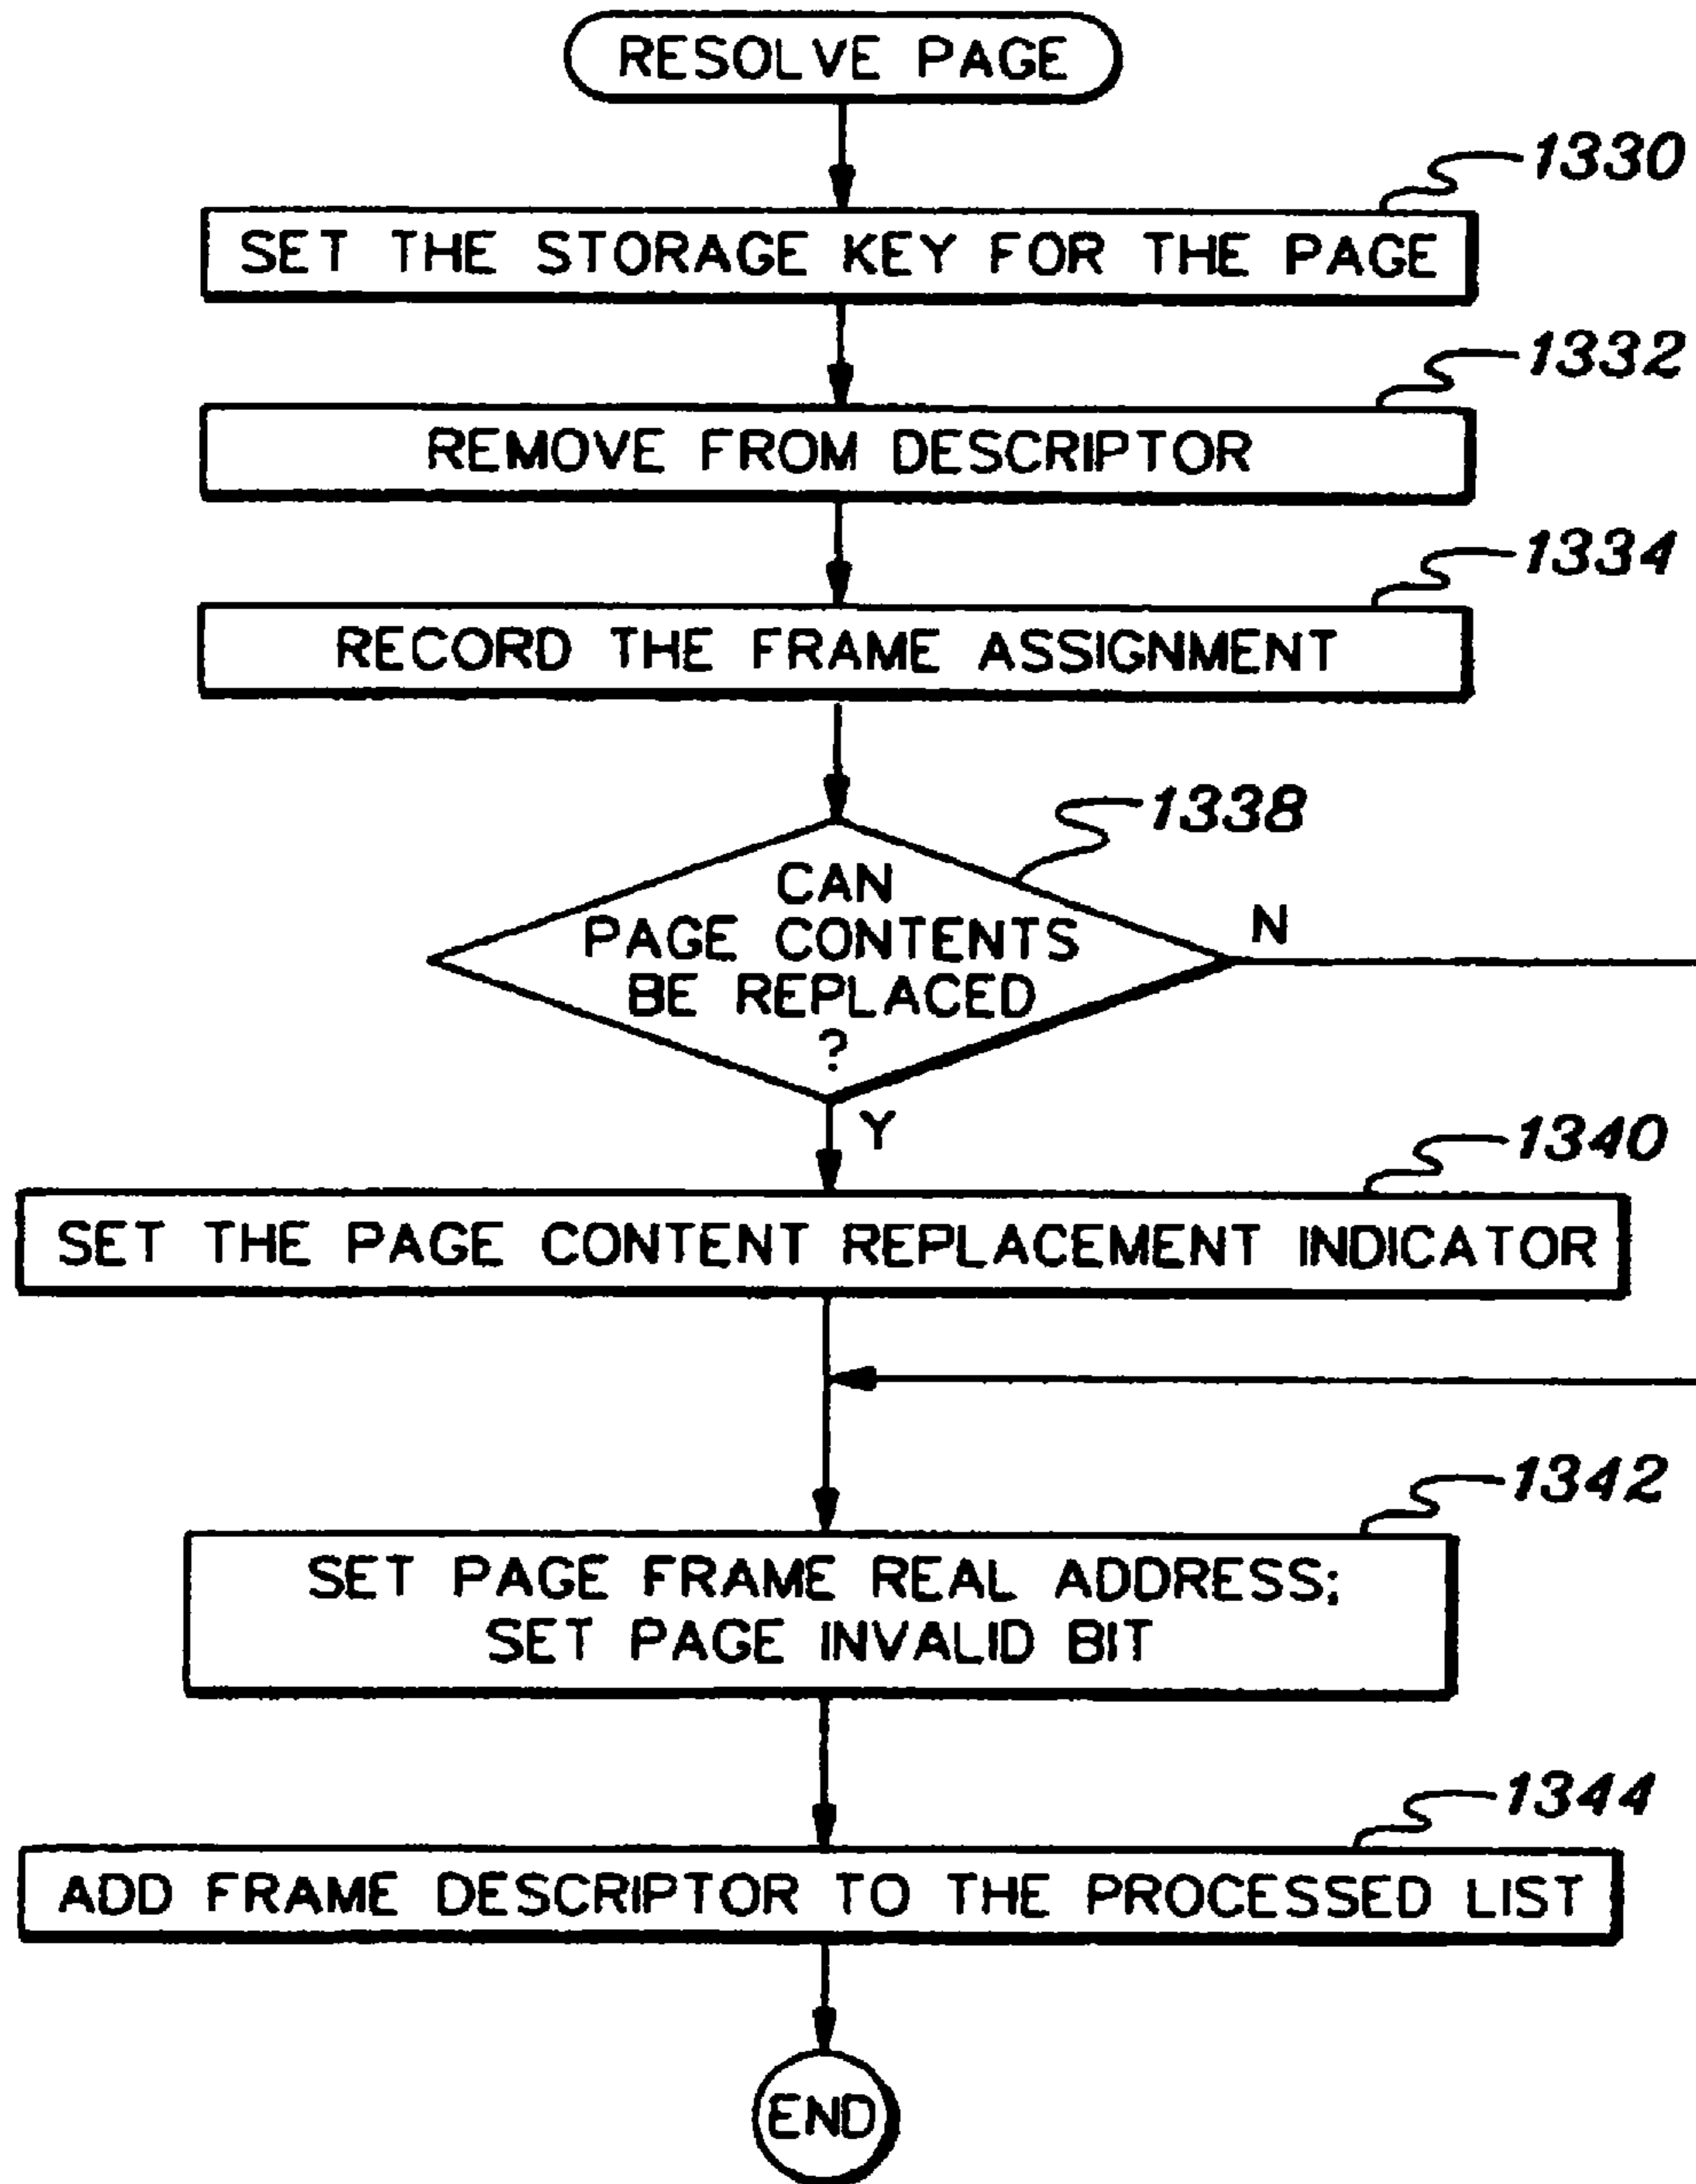 RESOLVE PAGE
1330
SET THE STORAGE KEY FOR THE PAGE
1332
REMOVE FROM DESCRIPTOR
1334
RECORD THE FRAME ASSIGNMENT
1338
CAN
PAGE CONTENTS
BE REPLACED
?
N
Y
1340
SET THE PAGE CONTENT REPLACEMENT INDICATOR
1342
SET PAGE FRAME REAL ADDRESS;
SET PAGE INVALID BIT
1344
ADD FRAME DESCRIPTOR TO THE PROCESSED LIST
END